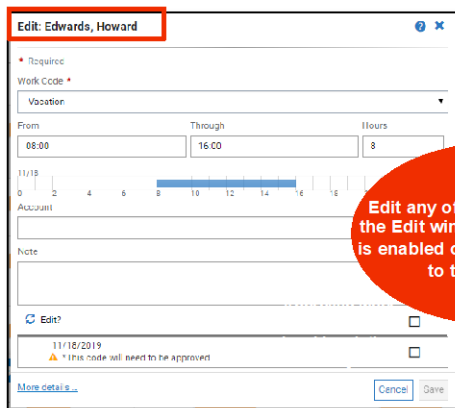 Edit: Edwards, Howard
* Required
Work Code *
Vacation
From Through Hours
08:00 16:00 8
11/18
0 2 4 6 8 10 12 14 16 18
Account
Note
Edit any of
the Edit win
is enabled o
to t
Edit?
11/18/2019
* This code will need to be approved
More details ...
Cancel Save